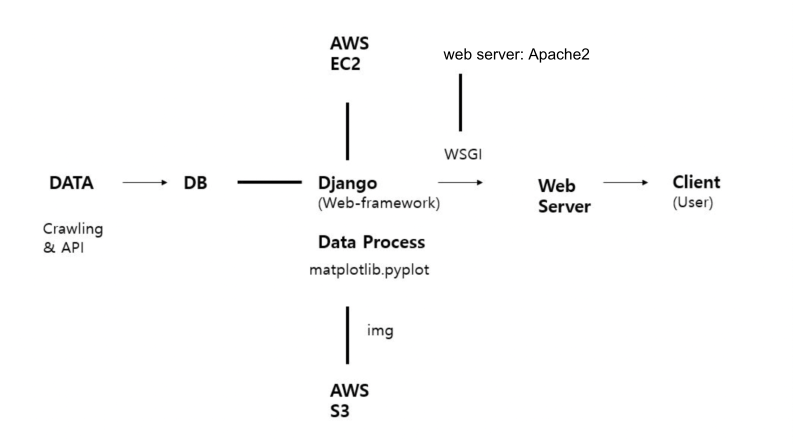 AWS
EC2
web server: Apache2
WSGI
DATA
DB
Django
(Web-framework)
Web
Server
Client
(User)
Crawling
& API
Data Process
matplotlib.pyplot
img
AWS
S3